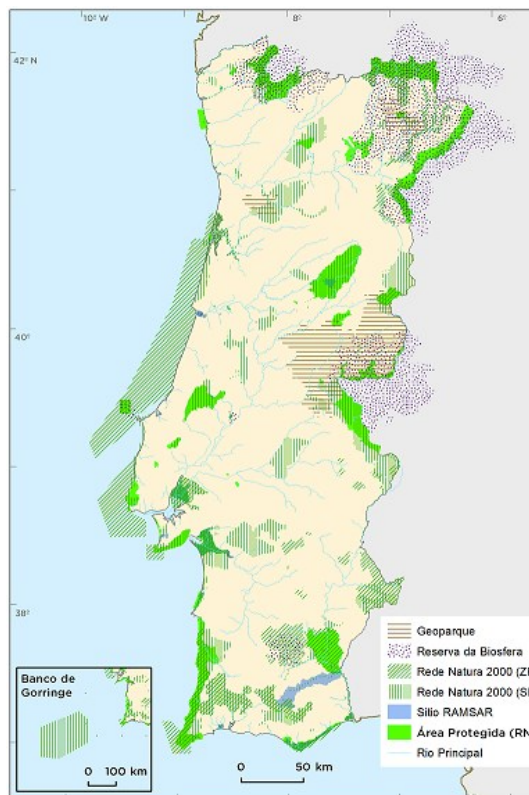 10° W
8°
6°
42° N
40°
38°
Geoparque
Reserva da Biosfera
Rede Natura 2000 (ZI
Rede Natura 2000 (SI
Sítio RAMSAR
Área Protegida (RN
Rio Principal
Banco de
Gorringe
0 100 km
0 50 km